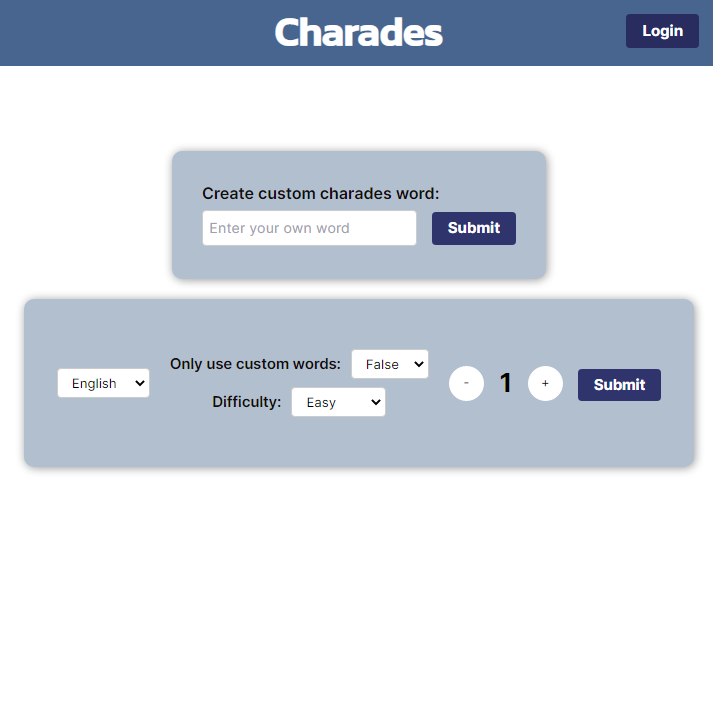 Charades
Login
Create custom charades word:
Enter your own word
Submit
Only use custom words: False
English
- 1 + Submit
Difficulty: Easy